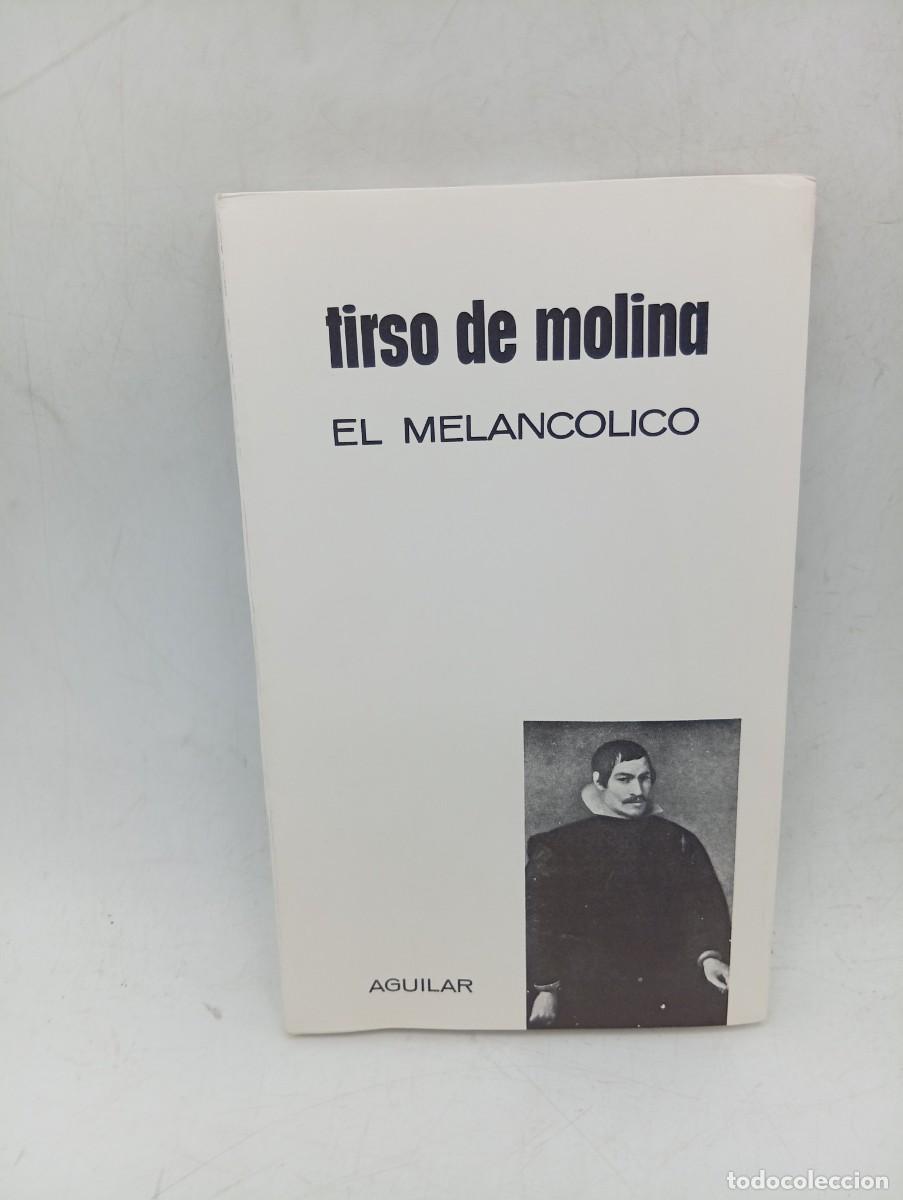 tirso de molina
EL MELANCOLICO
AGUILAR
todocoleccion